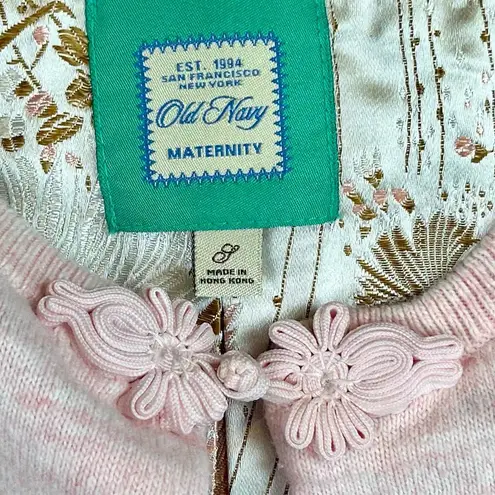 EST. 1994
SAN FRANCISCO
NEW YORK
Old Navy
MATERNITY
S
MADE IN
HONG KONG